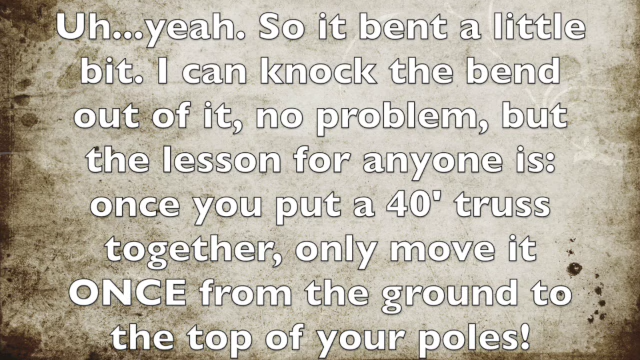 Uh...yeah. So it bent a little
bit. I can knock the bend
out of it, no problem, but
the lesson for anyone is:
once you put a 40' truss
together, only move it
ONCE from the ground to
the top of your poles!